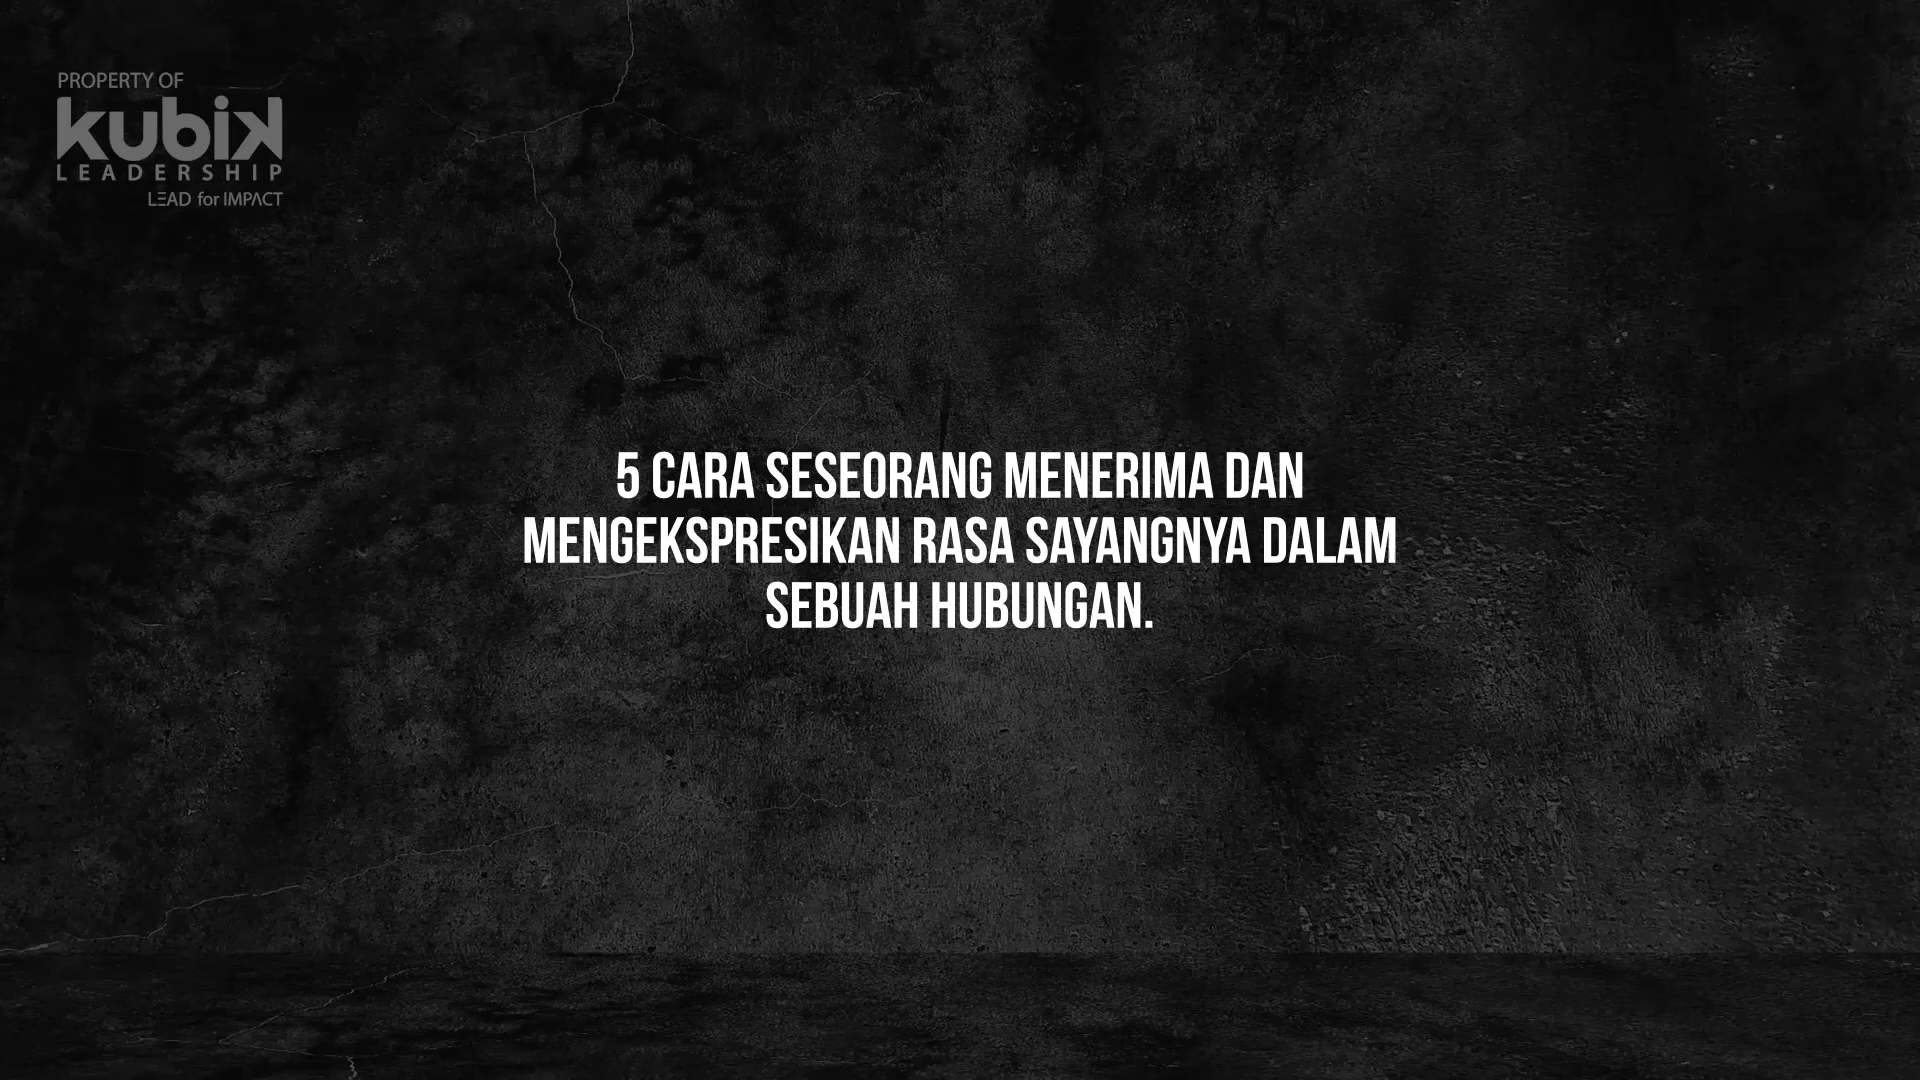 PROPERTY OF
kubik
LEADERSHIP
LEAD for IMPACT
5 CARA SESEORANG MENERIMA DAN
MENGEKSPRESIKAN RASA SAYANGNYA DALAM
SEBUAH HUBUNGAN.